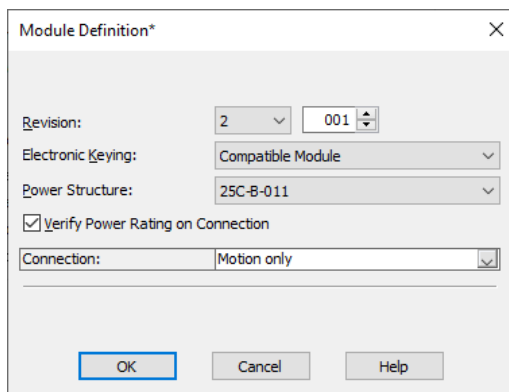 Module Definition*
Revision: 2 001
Electronic Keying: Compatible Module
Power Structure: 25C-B-011
Verify Power Rating on Connection
Connection: Motion only
OK Cancel Help